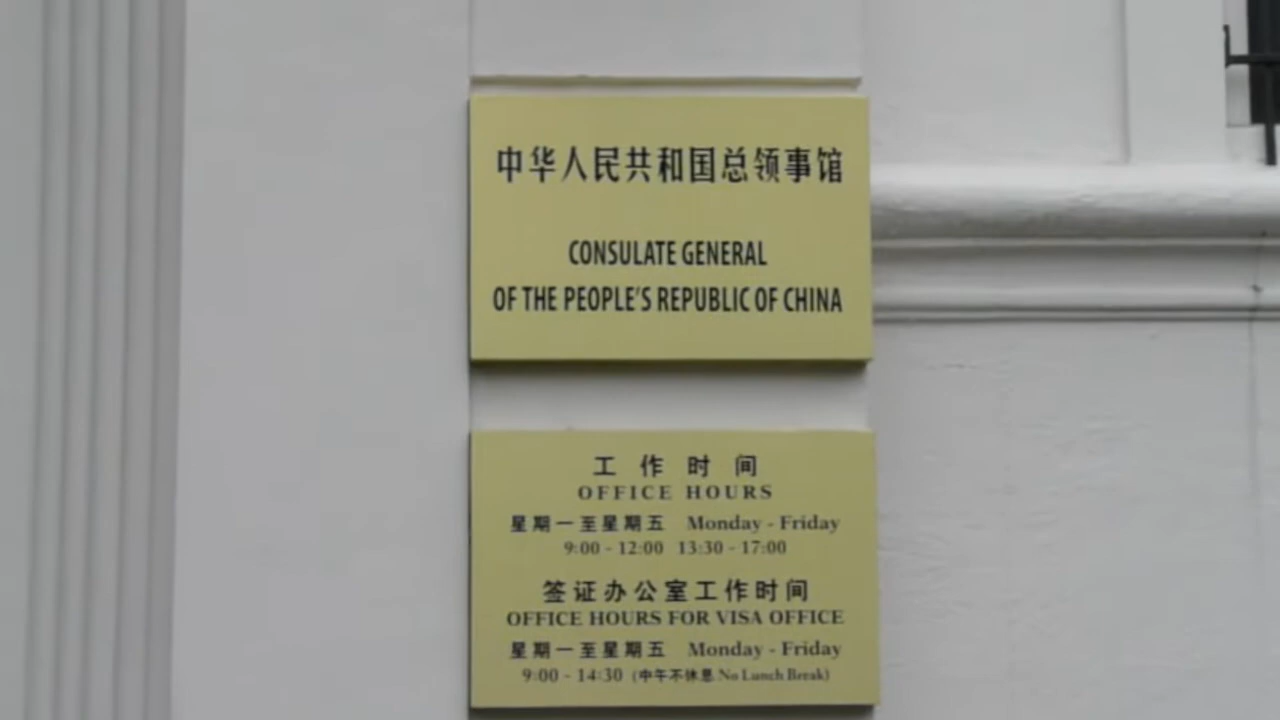 中华人民共和国总领事馆
CONSULATE GENERAL
OF THE PEOPLE'S REPUBLIC OF CHINA
工作时间
OFFICE HOURS
星期一至星期五 Monday - Friday
9:00 - 12:00 13:30 - 17:00
签证办公室工作时间
OFFICE HOURS FOR VISA OFFICE
星期一至星期五 Monday - Friday
9:00 - 14:30 (中午不休息 No Lunch Break)